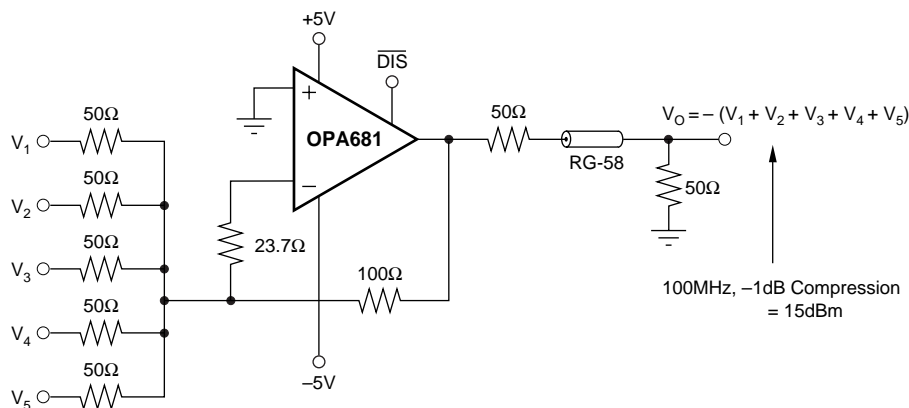 +5V
DIS
50Ω
V1
50Ω
V2
50Ω
V3
50Ω
V4
50Ω
V5
+
OPA681
–
23.7Ω
100Ω
–5V
50Ω
RG-58
50Ω
VO = – (V1 + V2 + V3 + V4 + V5)
100MHz, –1dB Compression
= 15dBm